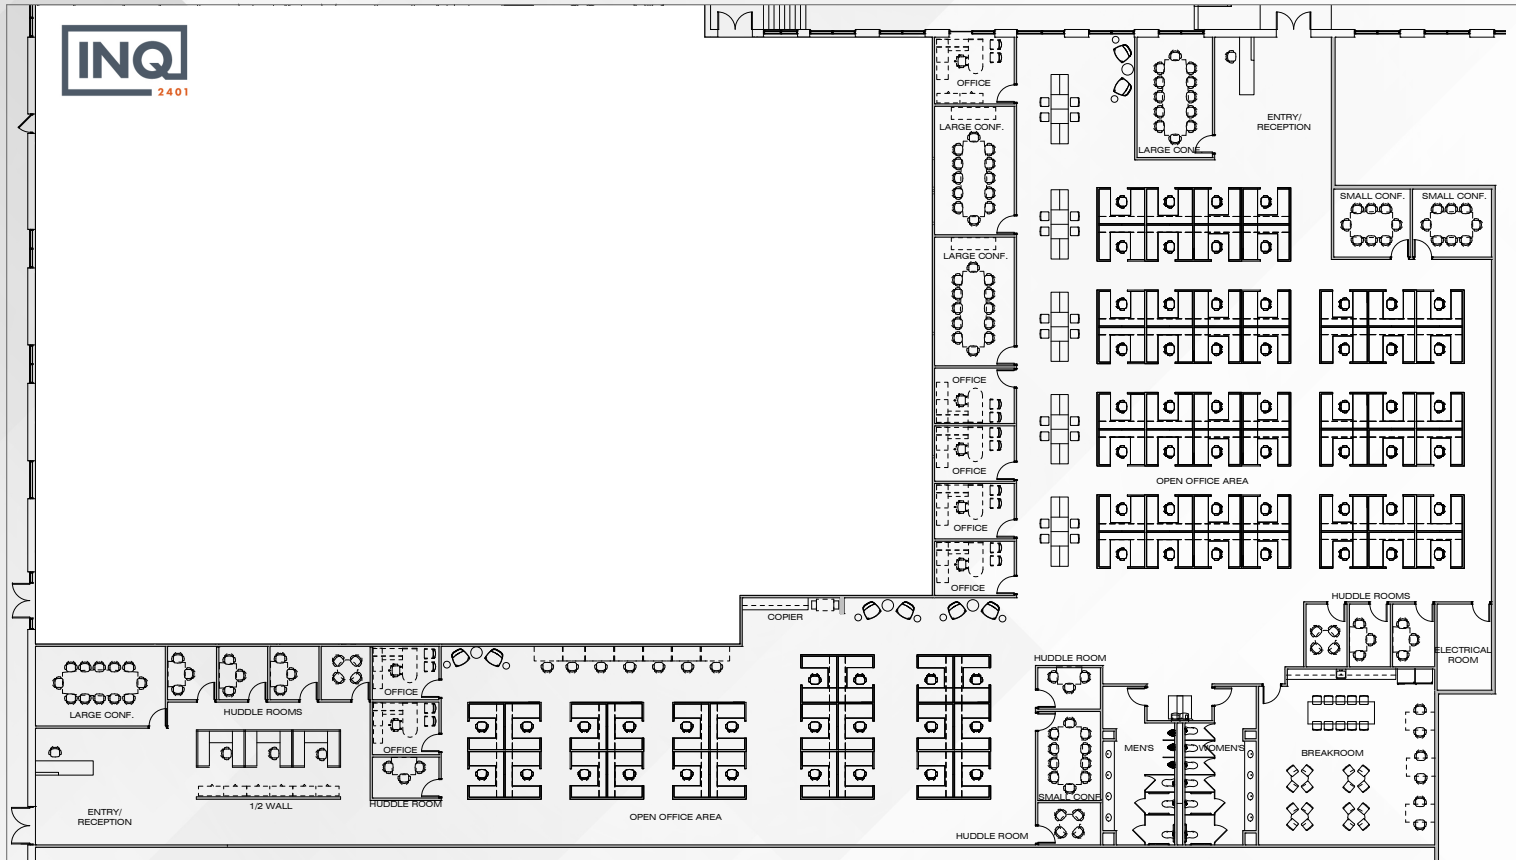 INQ
2401
OFFICE
LARGE CONF.
LARGE CONF.
ENTRY/
RECEPTION
LARGE CONF.
SMALL CONF.
SMALL CONF.
OFFICE
OFFICE
OPEN OFFICE AREA
OFFICE
OFFICE
HUDDLE ROOMS
COPIER
ELECTRICAL
ROOM
HUDDLE ROOM
OFFICE
LARGE CONF.
HUDDLE ROOMS
OFFICE
MEN'S
WOMEN'S
BREAKROOM
SMALL CONF.
HUDDLE ROOM
1/2 WALL
ENTRY/
RECEPTION
OPEN OFFICE AREA
HUDDLE ROOM